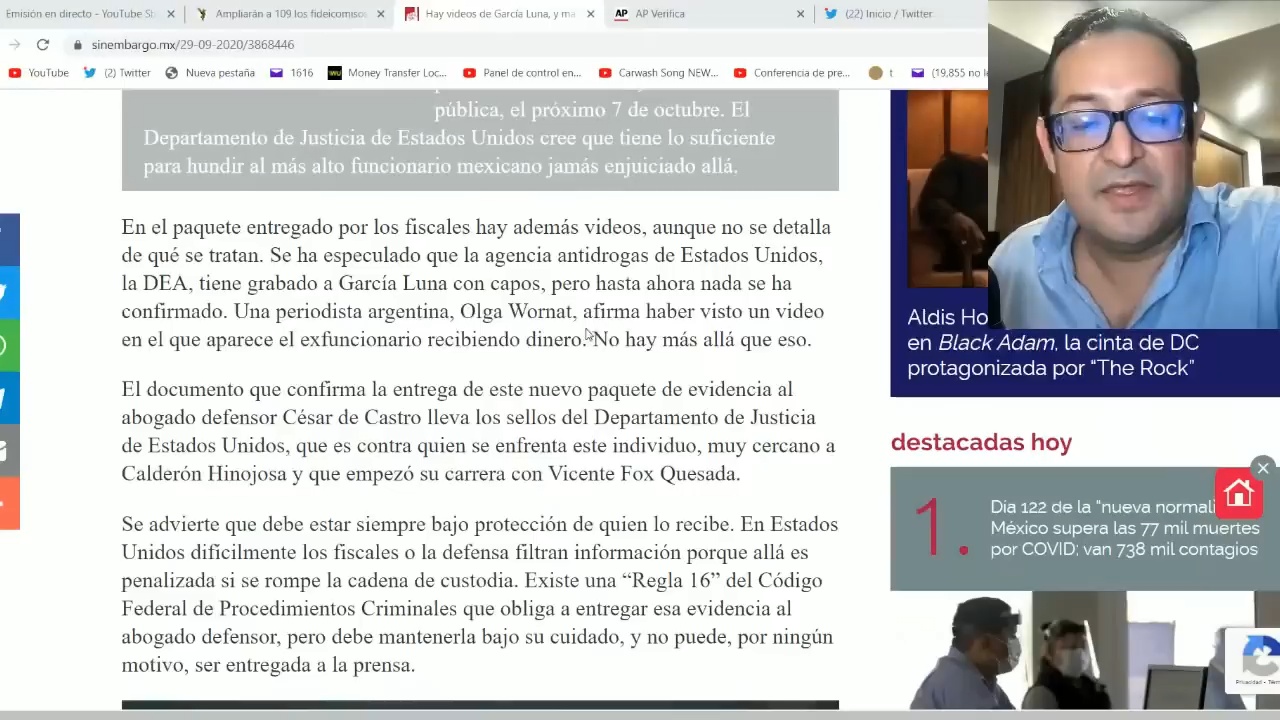 Emisión en directo - YouTube St
Ampliarán a 109 los fideicomiso
Hay videos de García Luna, y ma
AP AP Verifica
(22) Inicio / Twitter
sinembargo.mx/29-09-2020/3868446
YouTube
(2) Twitter
Nueva pestaña
1616
Money Transfer Loc...
Panel de control en...
Carwash Song NEW...
Conferencia de pre...
t
(19,855 no le
pública, el próximo 7 de octubre. El
Departamento de Justicia de Estados Unidos cree que tiene lo suficiente
para hundir al más alto funcionario mexicano jamás enjuiciado allá.
En el paquete entregado por los fiscales hay además videos, aunque no se detalla
de qué se tratan. Se ha especulado que la agencia antidrogas de Estados Unidos,
la DEA, tiene grabado a García Luna con capos, pero hasta ahora nada se ha
confirmado. Una periodista argentina, Olga Wornat, afirma haber visto un video
en el que aparece el exfuncionario recibiendo dinero. No hay más allá que eso.
El documento que confirma la entrega de este nuevo paquete de evidencia al
abogado defensor César de Castro lleva los sellos del Departamento de Justicia
de Estados Unidos, que es contra quien se enfrenta este individuo, muy cercano a
Calderón Hinojosa y que empezó su carrera con Vicente Fox Quesada.
Se advierte que debe estar siempre bajo protección de quien lo recibe. En Estados
Unidos difícilmente los fiscales o la defensa filtran información porque allá es
penalizada si se rompe la cadena de custodia. Existe una “Regla 16” del Código
Federal de Procedimientos Criminales que obliga a entregar esa evidencia al
abogado defensor, pero debe mantenerla bajo su cuidado, y no puede, por ningún
motivo, ser entregada a la prensa.
Aldis Ho
en Black Adam, la cinta de DC
protagonizada por “The Rock”
destacadas hoy
1.
Día 122 de la “nueva normali
México supera las 77 mil muertes
por COVID; van 738 mil contagios
Privacidad - Térm